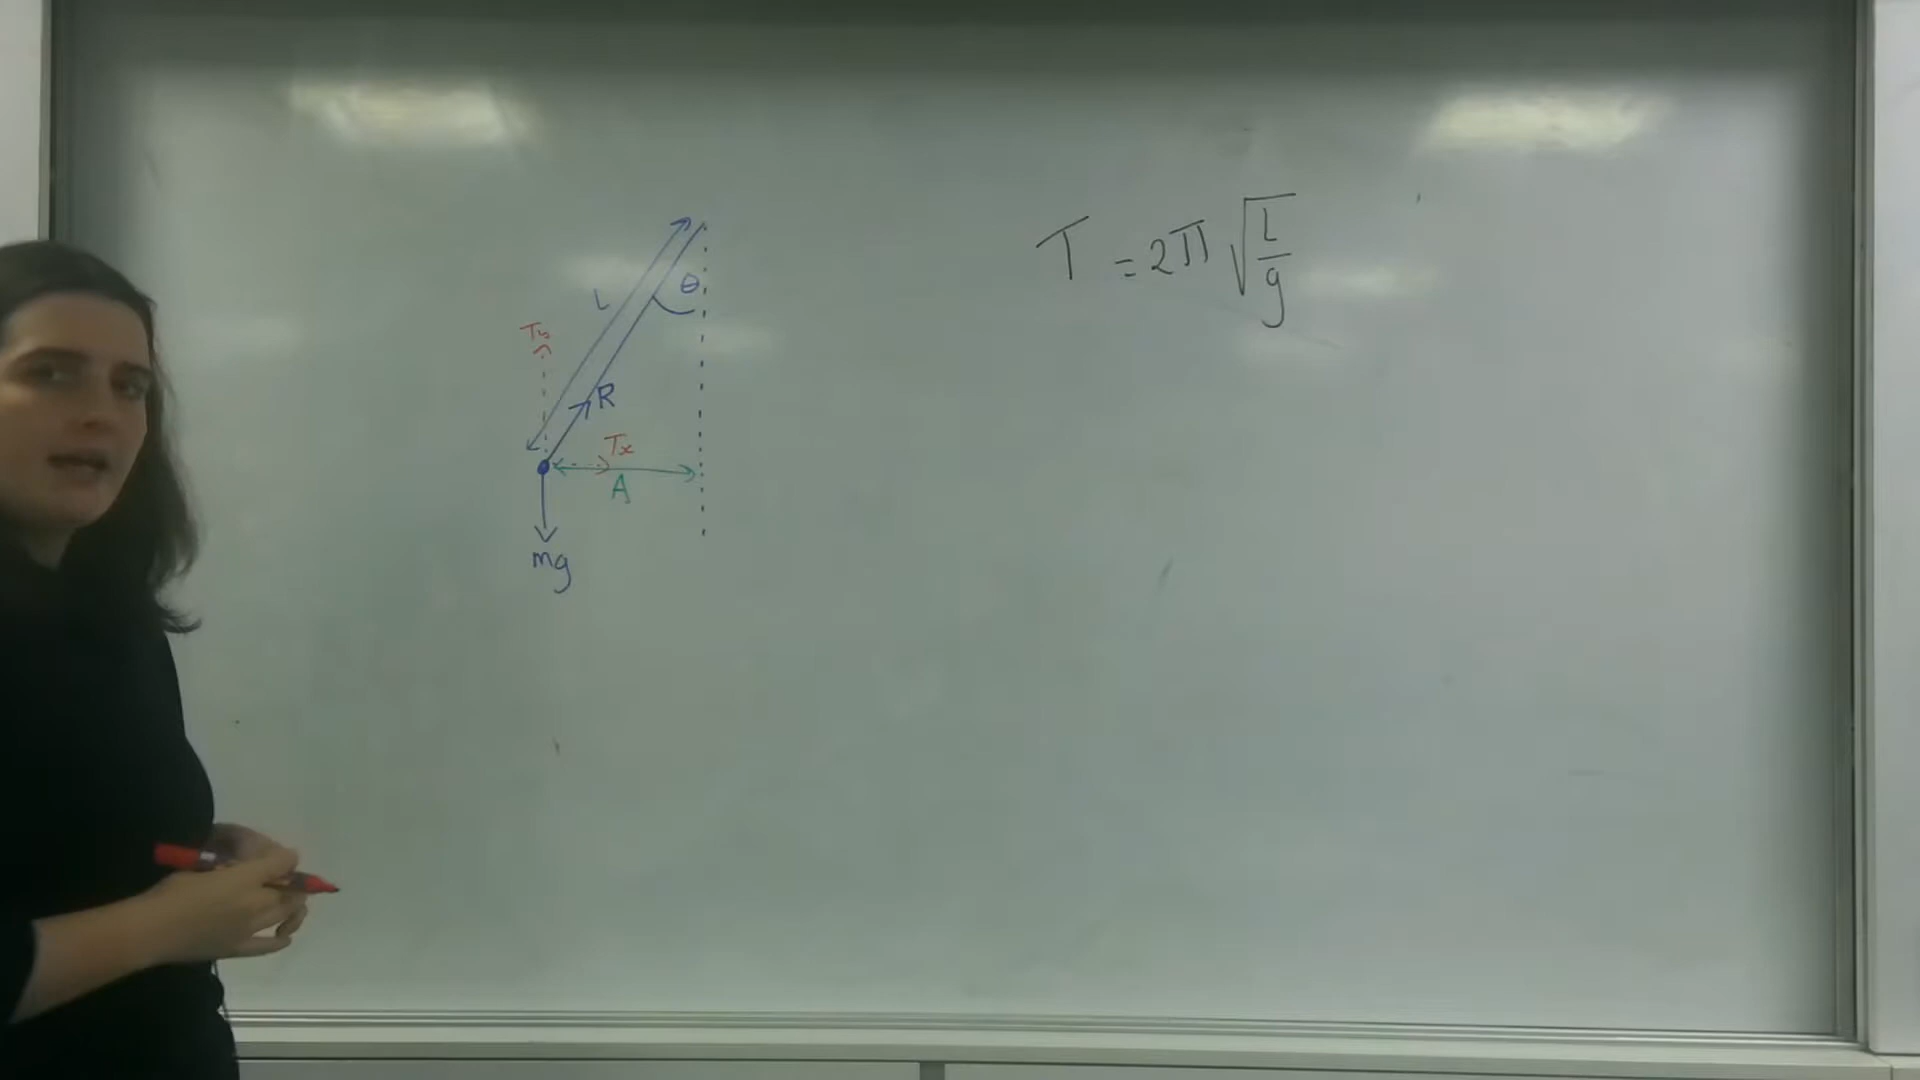 T = 2π √(L/g)
θ
L
Ty
R
Tx
A
mg